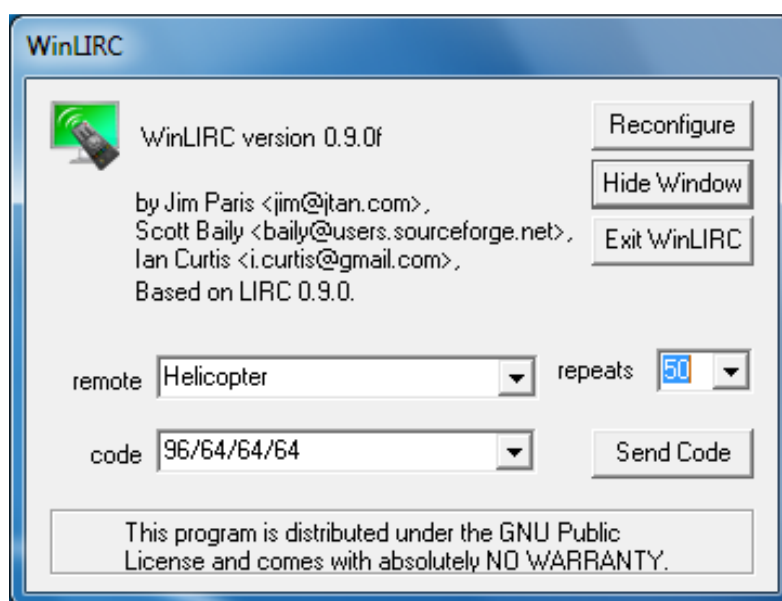 WinLIRC
WinLIRC version 0.9.0f
Reconfigure
Hide Window
Exit WinLIRC
by Jim Paris <jim@jtan.com>,
Scott Baily <baily@users.sourceforge.net>,
Ian Curtis <i.curtis@gmail.com>,
Based on LIRC 0.9.0.
remote Helicopter repeats 50
code 96/64/64/64 Send Code
This program is distributed under the GNU Public
License and comes with absolutely NO WARRANTY.